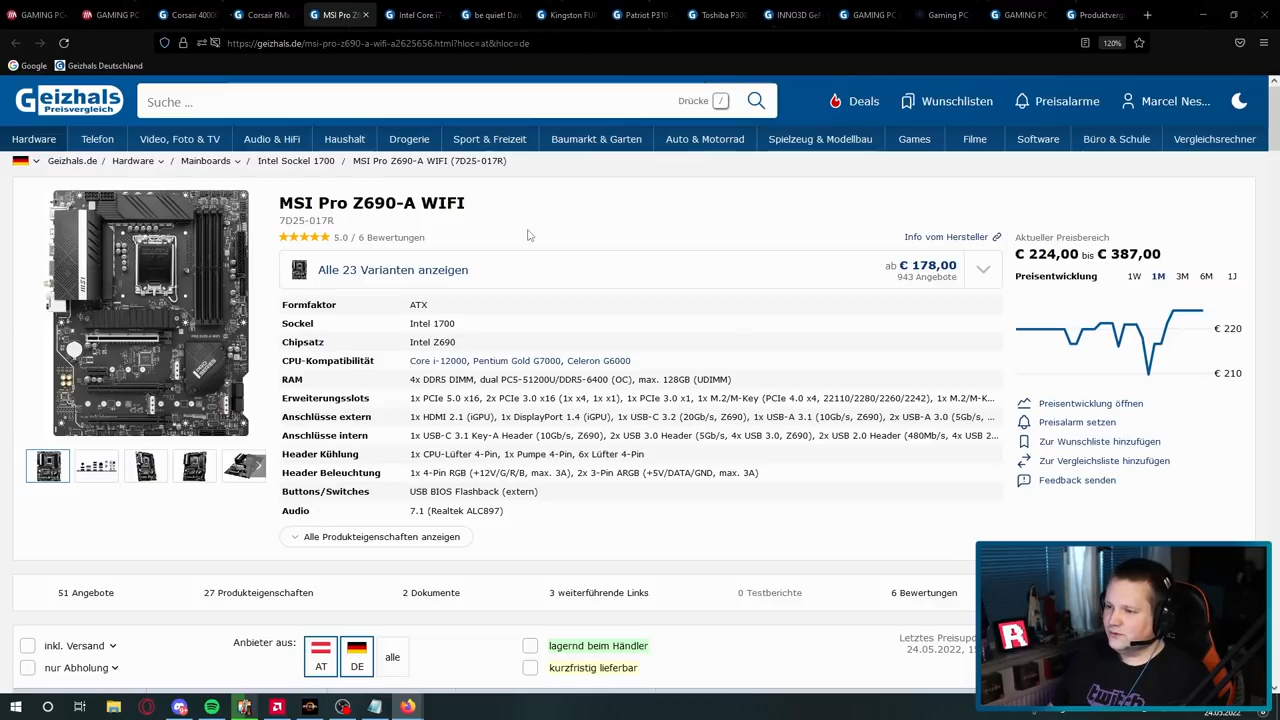 GAMING PC
GAMING PC
Corsair 4000
Corsair RMx
MSI Pro Z6
Intel Core i7-
be quiet! Dar
Kingston FUR
Patriot P310
Toshiba P300
INNO3D GeF
GAMING PC
Gaming PC
GAMING PC
Produktvergl
https://geizhals.de/msi-pro-z690-a-wifi-a2625656.html?hloc=at&hloc=de
120%
Google
Geizhals Deutschland
Geizhals
Preisvergleich
Suche ...
Drücke /
Deals
Wunschlisten
Preisalarme
Marcel Nes...
Hardware
Telefon
Video, Foto & TV
Audio & HiFi
Haushalt
Drogerie
Sport & Freizeit
Baumarkt & Garten
Auto & Motorrad
Spielzeug & Modellbau
Games
Filme
Software
Büro & Schule
Vergleichsrechner
Geizhals.de / Hardware / Mainboards / Intel Sockel 1700 / MSI Pro Z690-A WIFI (7D25-017R)
MSI Pro Z690-A WIFI
7D25-017R
5.0 / 6 Bewertungen
Info vom Hersteller
Alle 23 Varianten anzeigen
ab € 178,00
943 Angebote
Formfaktor ATX
Sockel Intel 1700
Chipsatz Intel Z690
CPU-Kompatibilität Core i-12000, Pentium Gold G7000, Celeron G6000
RAM 4x DDR5 DIMM, dual PC5-51200U/DDR5-6400 (OC), max. 128GB (UDIMM)
Erweiterungsslots 1x PCIe 5.0 x16, 2x PCIe 3.0 x16 (1x x4, 1x x1), 1x PCIe 3.0 x1, 1x M.2/M-Key (PCIe 4.0 x4, 22110/2280/2260/2242), 1x M.2/M-K...
Anschlüsse extern 1x HDMI 2.1 (iGPU), 1x DisplayPort 1.4 (iGPU), 1x USB-C 3.2 (20Gb/s, Z690), 1x USB-A 3.1 (10Gb/s, Z690), 2x USB-A 3.0 (5Gb/s, ...
Anschlüsse intern 1x USB-C 3.1 Key-A Header (10Gb/s, Z690), 2x USB 3.0 Header (5Gb/s, 4x USB 3.0, Z690), 2x USB 2.0 Header (480Mb/s, 4x USB 2...
Header Kühlung 1x CPU-Lüfter 4-Pin, 1x Pumpe 4-Pin, 6x Lüfter 4-Pin
Header Beleuchtung 1x 4-Pin RGB (+12V/G/R/B, max. 3A), 2x 3-Pin ARGB (+5V/DATA/GND, max. 3A)
Buttons/Switches USB BIOS Flashback (extern)
Audio 7.1 (Realtek ALC897)
Alle Produkteigenschaften anzeigen
Aktueller Preisbereich
€ 224,00 bis € 387,00
Preisentwicklung 1W 1M 3M 6M 1J
€ 220
€ 210
Preisentwicklung öffnen
Preisalarm setzen
Zur Wunschliste hinzufügen
Zur Vergleichsliste hinzufügen
Feedback senden
51 Angebote
27 Produkteigenschaften
2 Dokumente
3 weiterführende Links
0 Testberichte
6 Bewertungen
inkl. Versand
nur Abholung
Anbieter aus:
AT
DE
alle
lagernd beim Händler
kurzfristig lieferbar
Letztes Preisup
24.05.2022, 15
R
twitch
24.05.2022